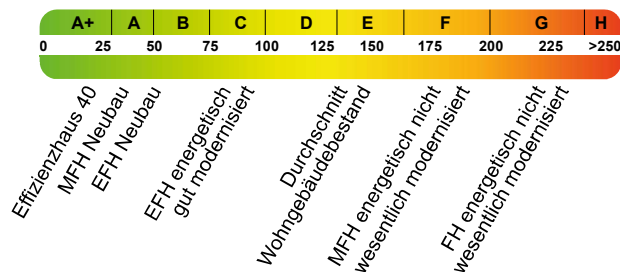 A+ A B C D E F G H
0 25 50 75 100 125 150 175 200 225 >250
Effizienzhaus 40
MFH Neubau
EFH Neubau
EFH energetisch
gut modernisiert
Durchschnitt
Wohngebäudebestand
MFH energetisch nicht
wesentlich modernisiert
FH energetisch nicht
wesentlich modernisiert